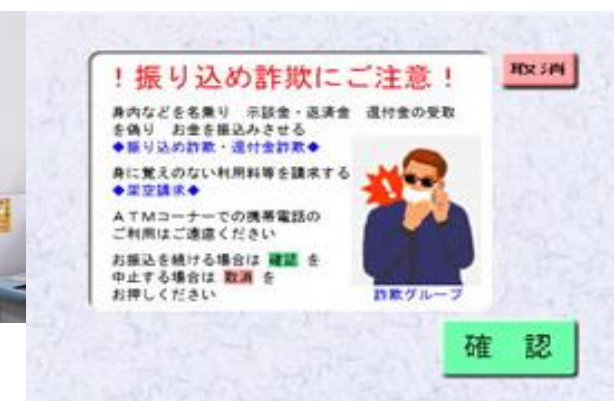 ！振り込め詐欺にご注意！
取消
身内などを名乗り 示談金・返済金 還付金の受取
を偽り お金を振込みさせる
◆振り込め詐欺・還付金詐欺◆
身に覚えのない利用料等を請求する
◆架空請求◆
ＡＴＭコーナーでの携帯電話の
ご利用はご遠慮ください
お振込を続ける場合は 確認 を
中止する場合は 取消 を
お押しください
詐欺グループ
確 認